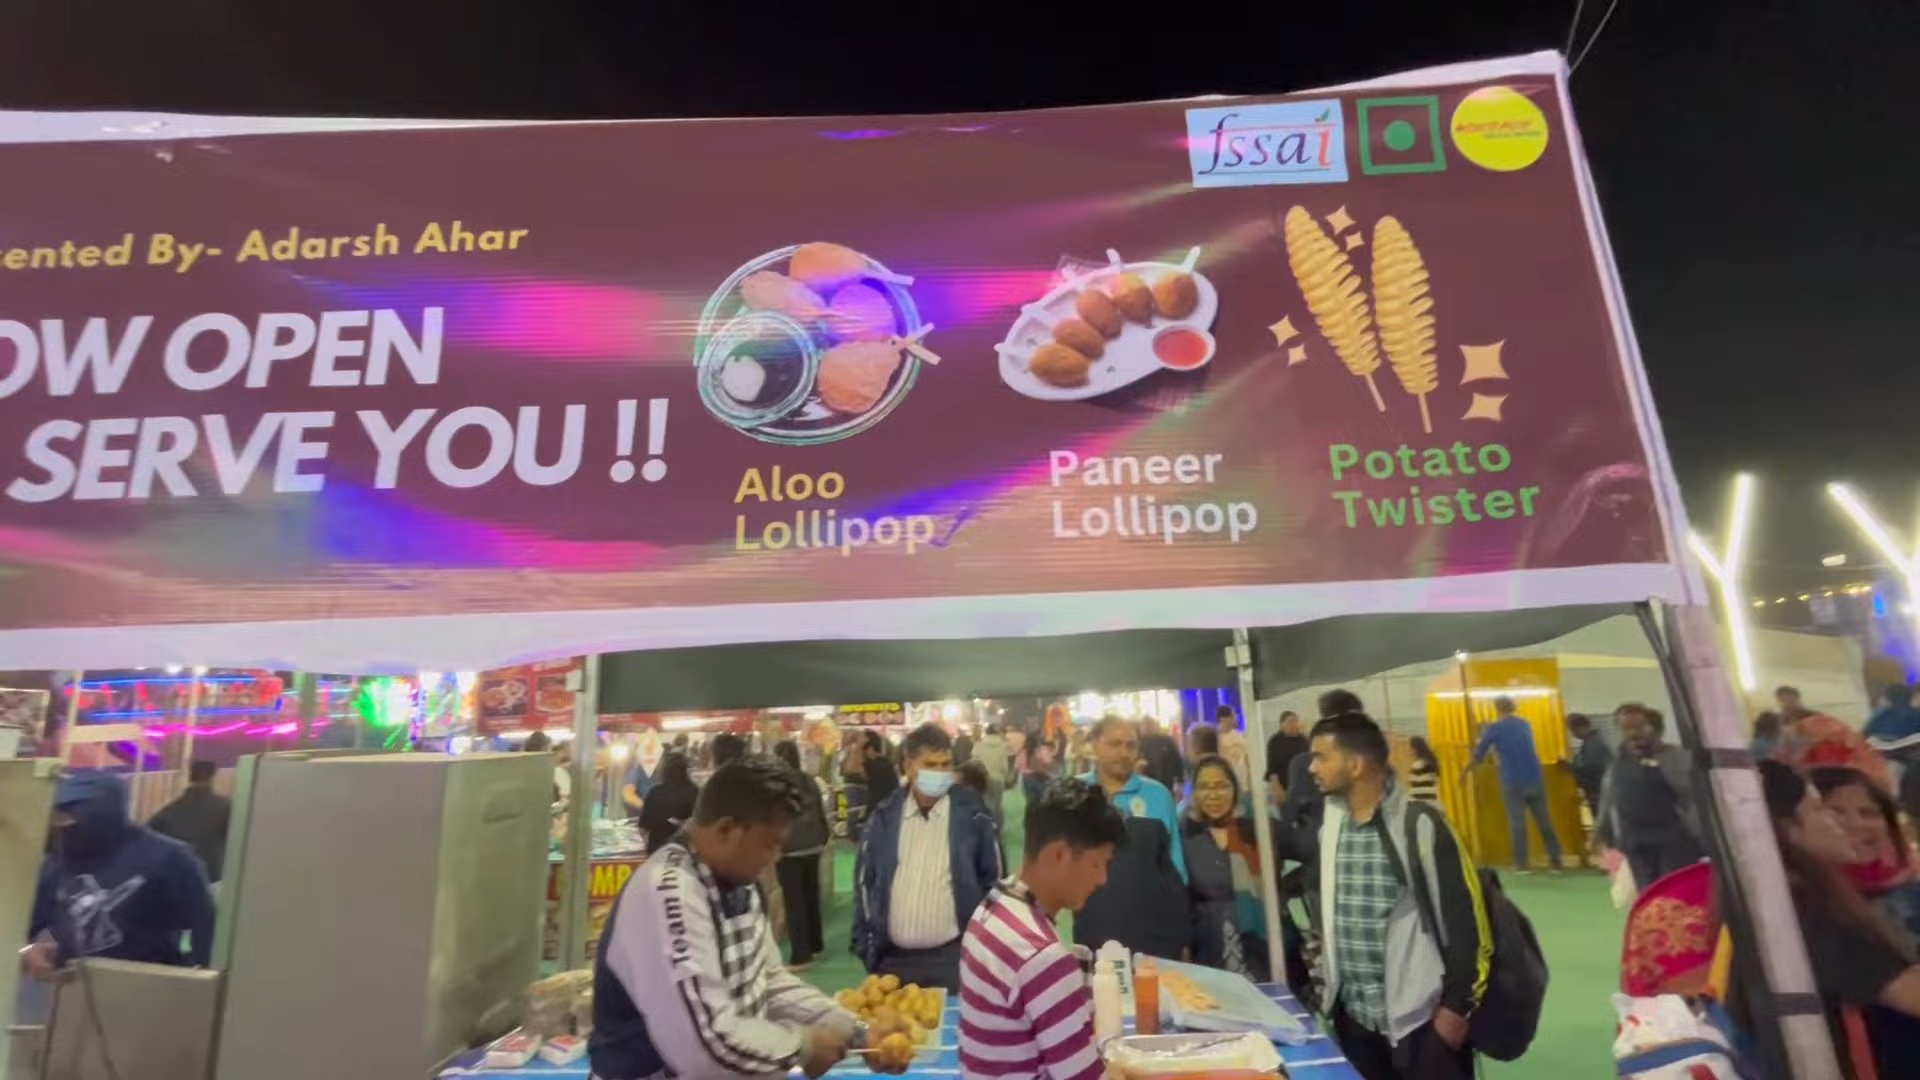 fssai
ented By- Adarsh Ahar
OW OPEN
SERVE YOU !!
Aloo
Lollipop
Paneer
Lollipop
Potato
Twister
Team